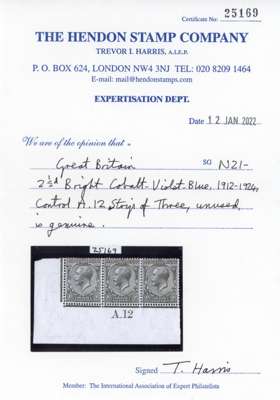 Certificate No. 25169
THE HENDON STAMP COMPANY
TREVOR I. HARRIS, A.I.E.P.
P. O. BOX 624, LONDON NW4 3NJ TEL: 020 8209 1464
E-mail: mail@hendonstamps.com
EXPERTISATION DEPT.
Date 12 JAN 2022
We are of the opinion that
Great Britain SG N21-
2½d Bright Cobalt-Violet-Blue, 1912-1924,
Control A.12 Strip of Three, unused
is genuine.
25169
A.12
Signed T. Harris
Member: The International Association of Expert Philatelists